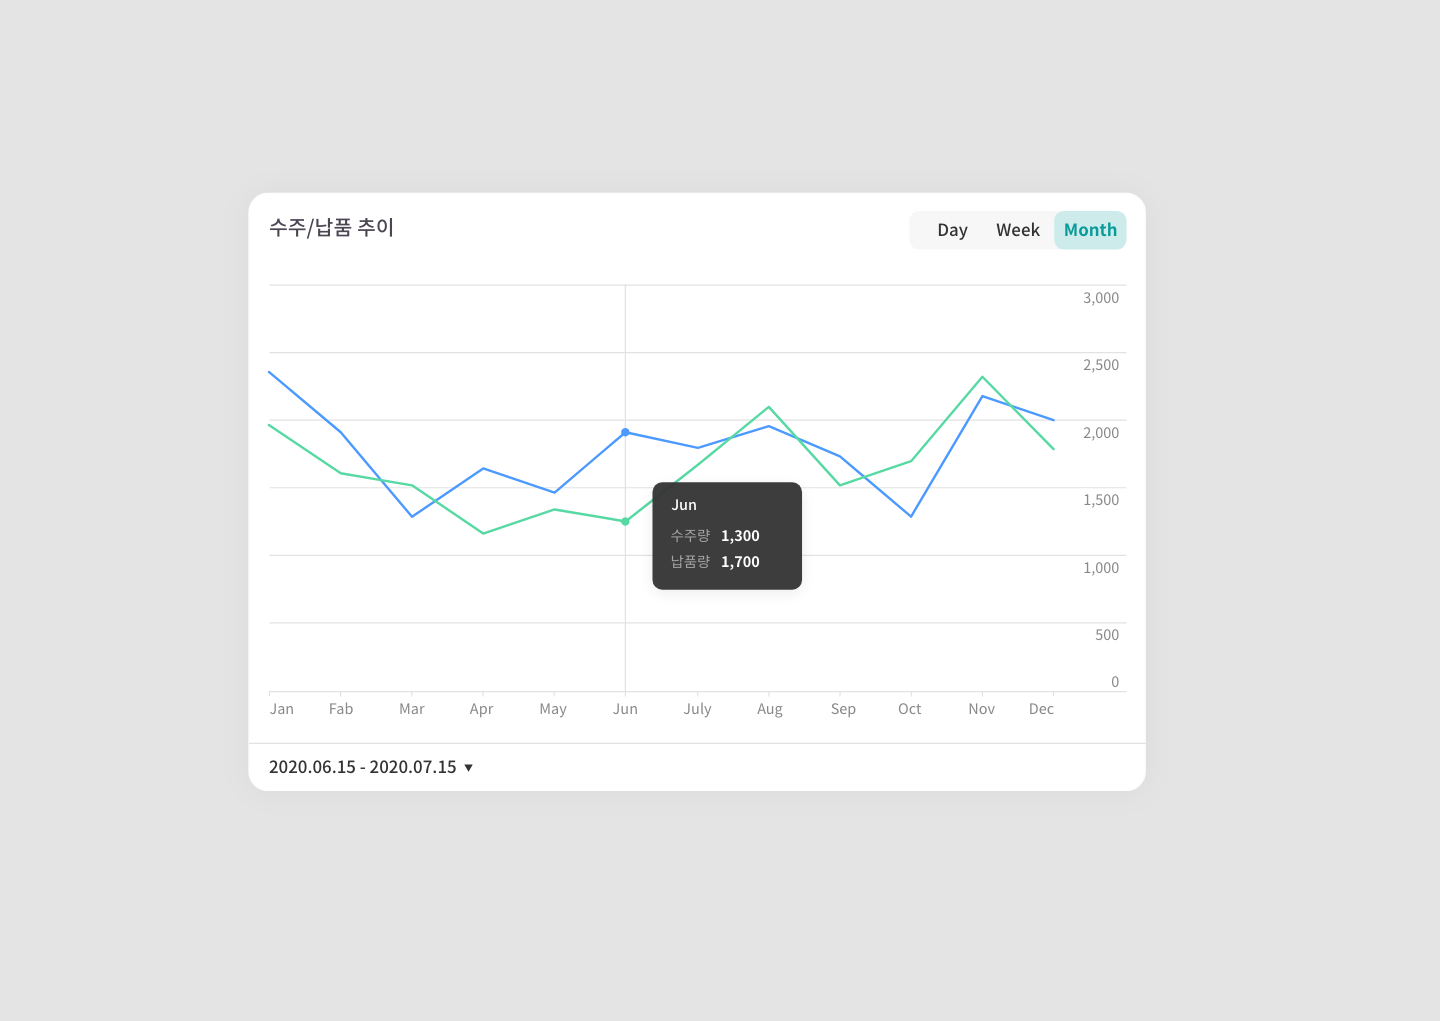 수주/납품 추이
Day Week Month
3,000
2,500
2,000
1,500
1,000
500
0
Jun
수주량 1,300
납품량 1,700
Jan Fab Mar Apr May Jun July Aug Sep Oct Nov Dec
2020.06.15 - 2020.07.15 ▼